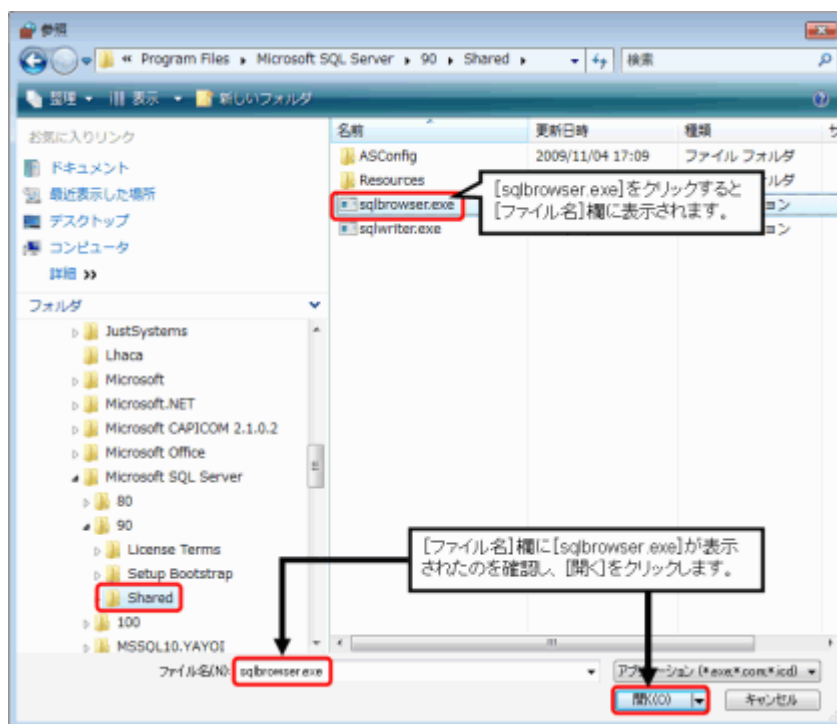 参照
« Program Files ▸ Microsoft SQL Server ▸ 90 ▸ Shared ▸
検索
整理 表示 新しいフォルダ
お気に入りリンク
ドキュメント
最近表示した場所
デスクトップ
コンピュータ
詳細 >>
フォルダ
JustSystems
Lhaca
Microsoft
Microsoft.NET
Microsoft CAPICOM 2.1.0.2
Microsoft Office
Microsoft SQL Server
80
90
License Terms
Setup Bootstrap
Shared
100
MSSQL10.YAYOI
名前 更新日時 種類 サ
ASConfig 2009/11/04 17:09 ファイル フォルダ
Resources ォルダ
sqlbrowser.exe ョン
sqlwriter.exe ョン
[sqlbrowser.exe]をクリックすると
[ファイル名]欄に表示されます。
[ファイル名]欄に[sqlbrowser.exe]が表示
されたのを確認し、[開く]をクリックします。
ファイル名(N): sqlbrowser.exe
開く(O) キャンセル